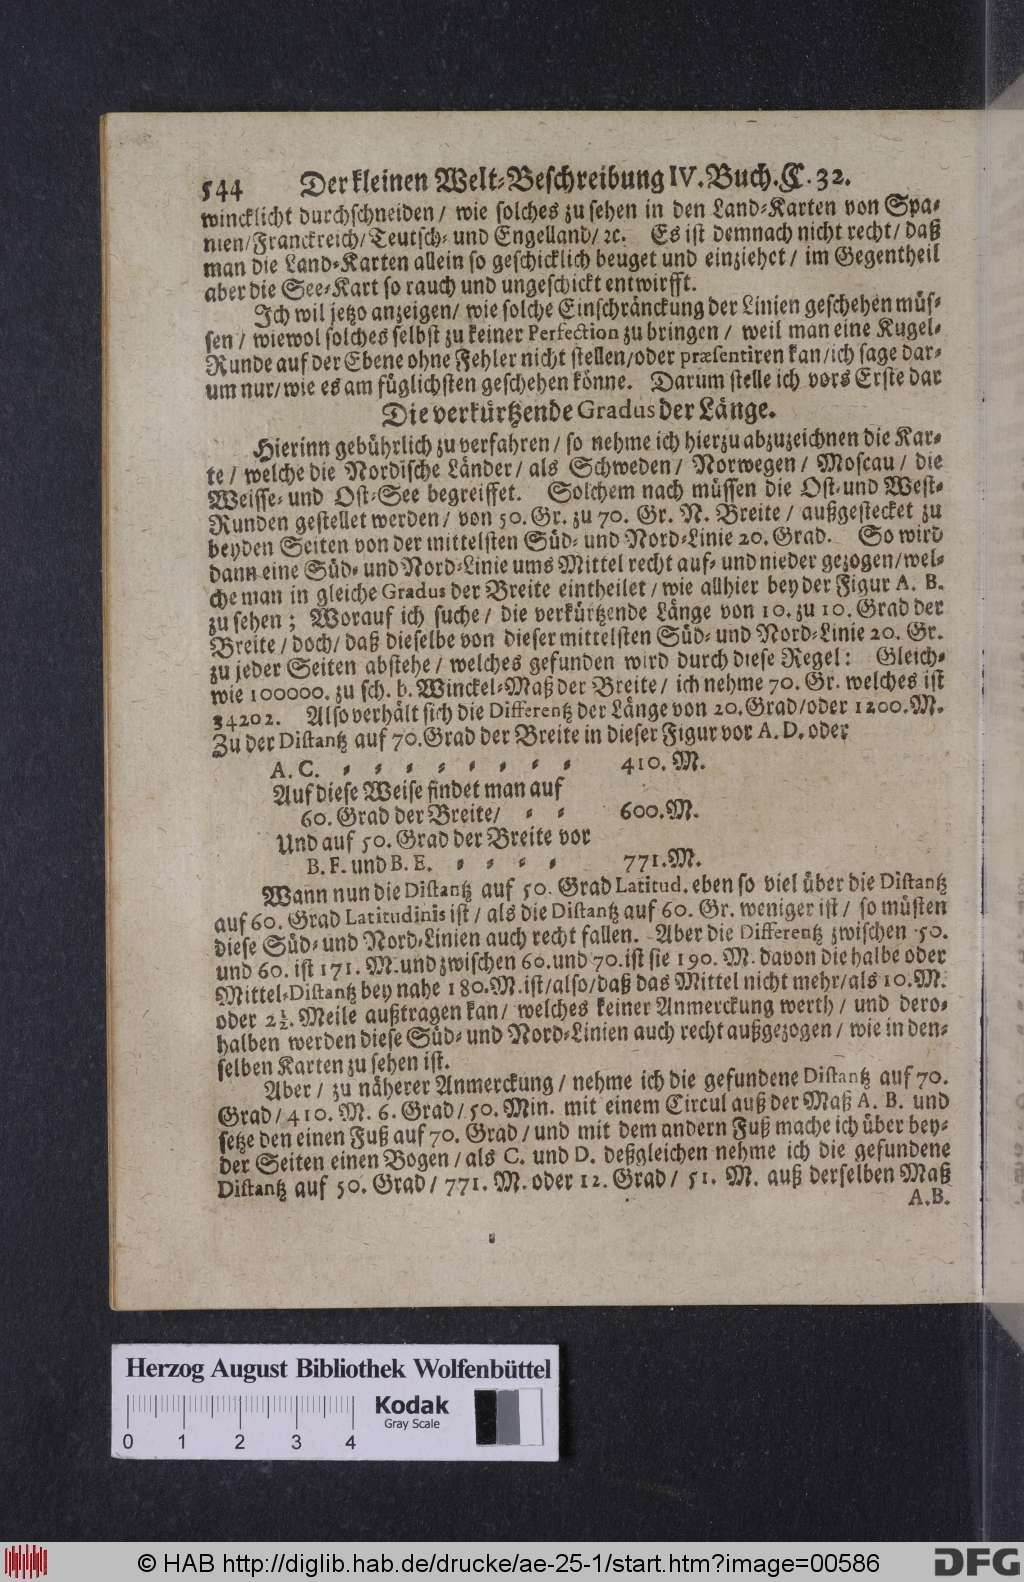 544 Der kleinen Welt-Beschreibung IV. Buch. C. 32.
wincklicht durchschneiden / wie solches zu sehen in den Land-Karten von Spa-
nien/Franckreich/Teutsch- und Engelland/ ꝛc. Es ist demnach nicht recht/ daß
man die Land-Karten allein so geschicklich beuget und einziehet / im Gegentheil
aber die See-Kart so rauch und ungeschickt entwirfft.
Ich wil jetzo anzeigen/ wie solche Einschränckung der Linien geschehen müs-
sen / wiewol solches selbst zu keiner Perfection zu bringen / weil man eine Kugel-
Runde auf der Ebene ohne Fehler nicht stellen/oder præsentiren kan/ich sage dar-
um nur/wie es am füglichsten geschehen könne. Darum stelle ich vors Erste dar
Die verkürtzende Gradus der Länge.
Hierinn gebührlich zu verfahren / so nehme ich hierzu abzuzeichnen die Kar-
te / welche die Nordische Länder / als Schweden / Norwegen / Moscau / die
Weisse- und Ost-See begreiffet. Solchem nach müssen die Ost- und West-
Runden gestellet werden / von 50. Gr. zu 70. Gr. N. Breite / außgestecket zu
beyden Seiten von der mittelsten Süd- und Nord-Linie 20. Grad. So wird
dann eine Süd- und Nord-Linie ums Mittel recht auf- und nieder gezogen/wel-
che man in gleiche Gradus der Breite eintheilet / wie allhier bey der Figur A. B.
zu sehen ; Worauf ich suche / die verkürtzende Länge von 10. zu 10. Grad der
Breite / doch/ daß dieselbe von dieser mittelsten Süd- und Nord-Linie 20. Gr.
zu jeder Seiten abstehe / welches gefunden wird durch diese Regel: Gleich-
wie 100000. zu sch. b. Winckel-Maß der Breite / ich nehme 70. Gr. welches ist
34202. Also verhält sich die Differentz der Länge von 20. Grad/oder 1200. M.
Zu der Distantz auf 70. Grad der Breite in dieser Figur vor A. D. oder
A. C. - - - - - - - - 410. M.
Auf diese Weise findet man auf
60. Grad der Breite/ - - 600. M.
Und auf 50. Grad der Breite vor
B. F. und B. E. - - - - 771. M.
Wann nun die Distantz auf 50. Grad Latitud. eben so viel über die Distantz
auf 60. Grad Latitudinis ist / als die Distantz auf 60. Gr. weniger ist / so müsten
diese Süd- und Nord-Linien auch recht fallen. Aber die Differentz zwischen 50.
und 60. ist 171. M. und zwischen 60. und 70. ist sie 190. M. davon die halbe oder
Mittel-Distantz bey nahe 180. M. ist/also/daß das Mittel nicht mehr/als 10. M.
oder 2½. Meile außtragen kan/ welches keiner Anmerckung werth / und dero-
halben werden diese Süd- und Nord-Linien auch recht außgezogen / wie in den-
selben Karten zu sehen ist.
Aber / zu näherer Anmerckung / nehme ich die gefundene Distantz auf 70.
Grad / 410. M. 6. Grad / 50. Min. mit einem Circul auß der Maß A. B. und
setze den einen Fuß auf 70. Grad / und mit dem andern Fuß mache ich über bey-
der Seiten einen Bogen / als C. und D. deßgleichen nehme ich die gefundene
Distantz auf 50. Grad / 771. M. oder 12. Grad / 51. M. auß derselben Maß
A. B.
Herzog August Bibliothek Wolfenbüttel
Kodak
Gray Scale
0 1 2 3 4
© HAB http://diglib.hab.de/drucke/ae-25-1/start.htm?image=00586
DFG